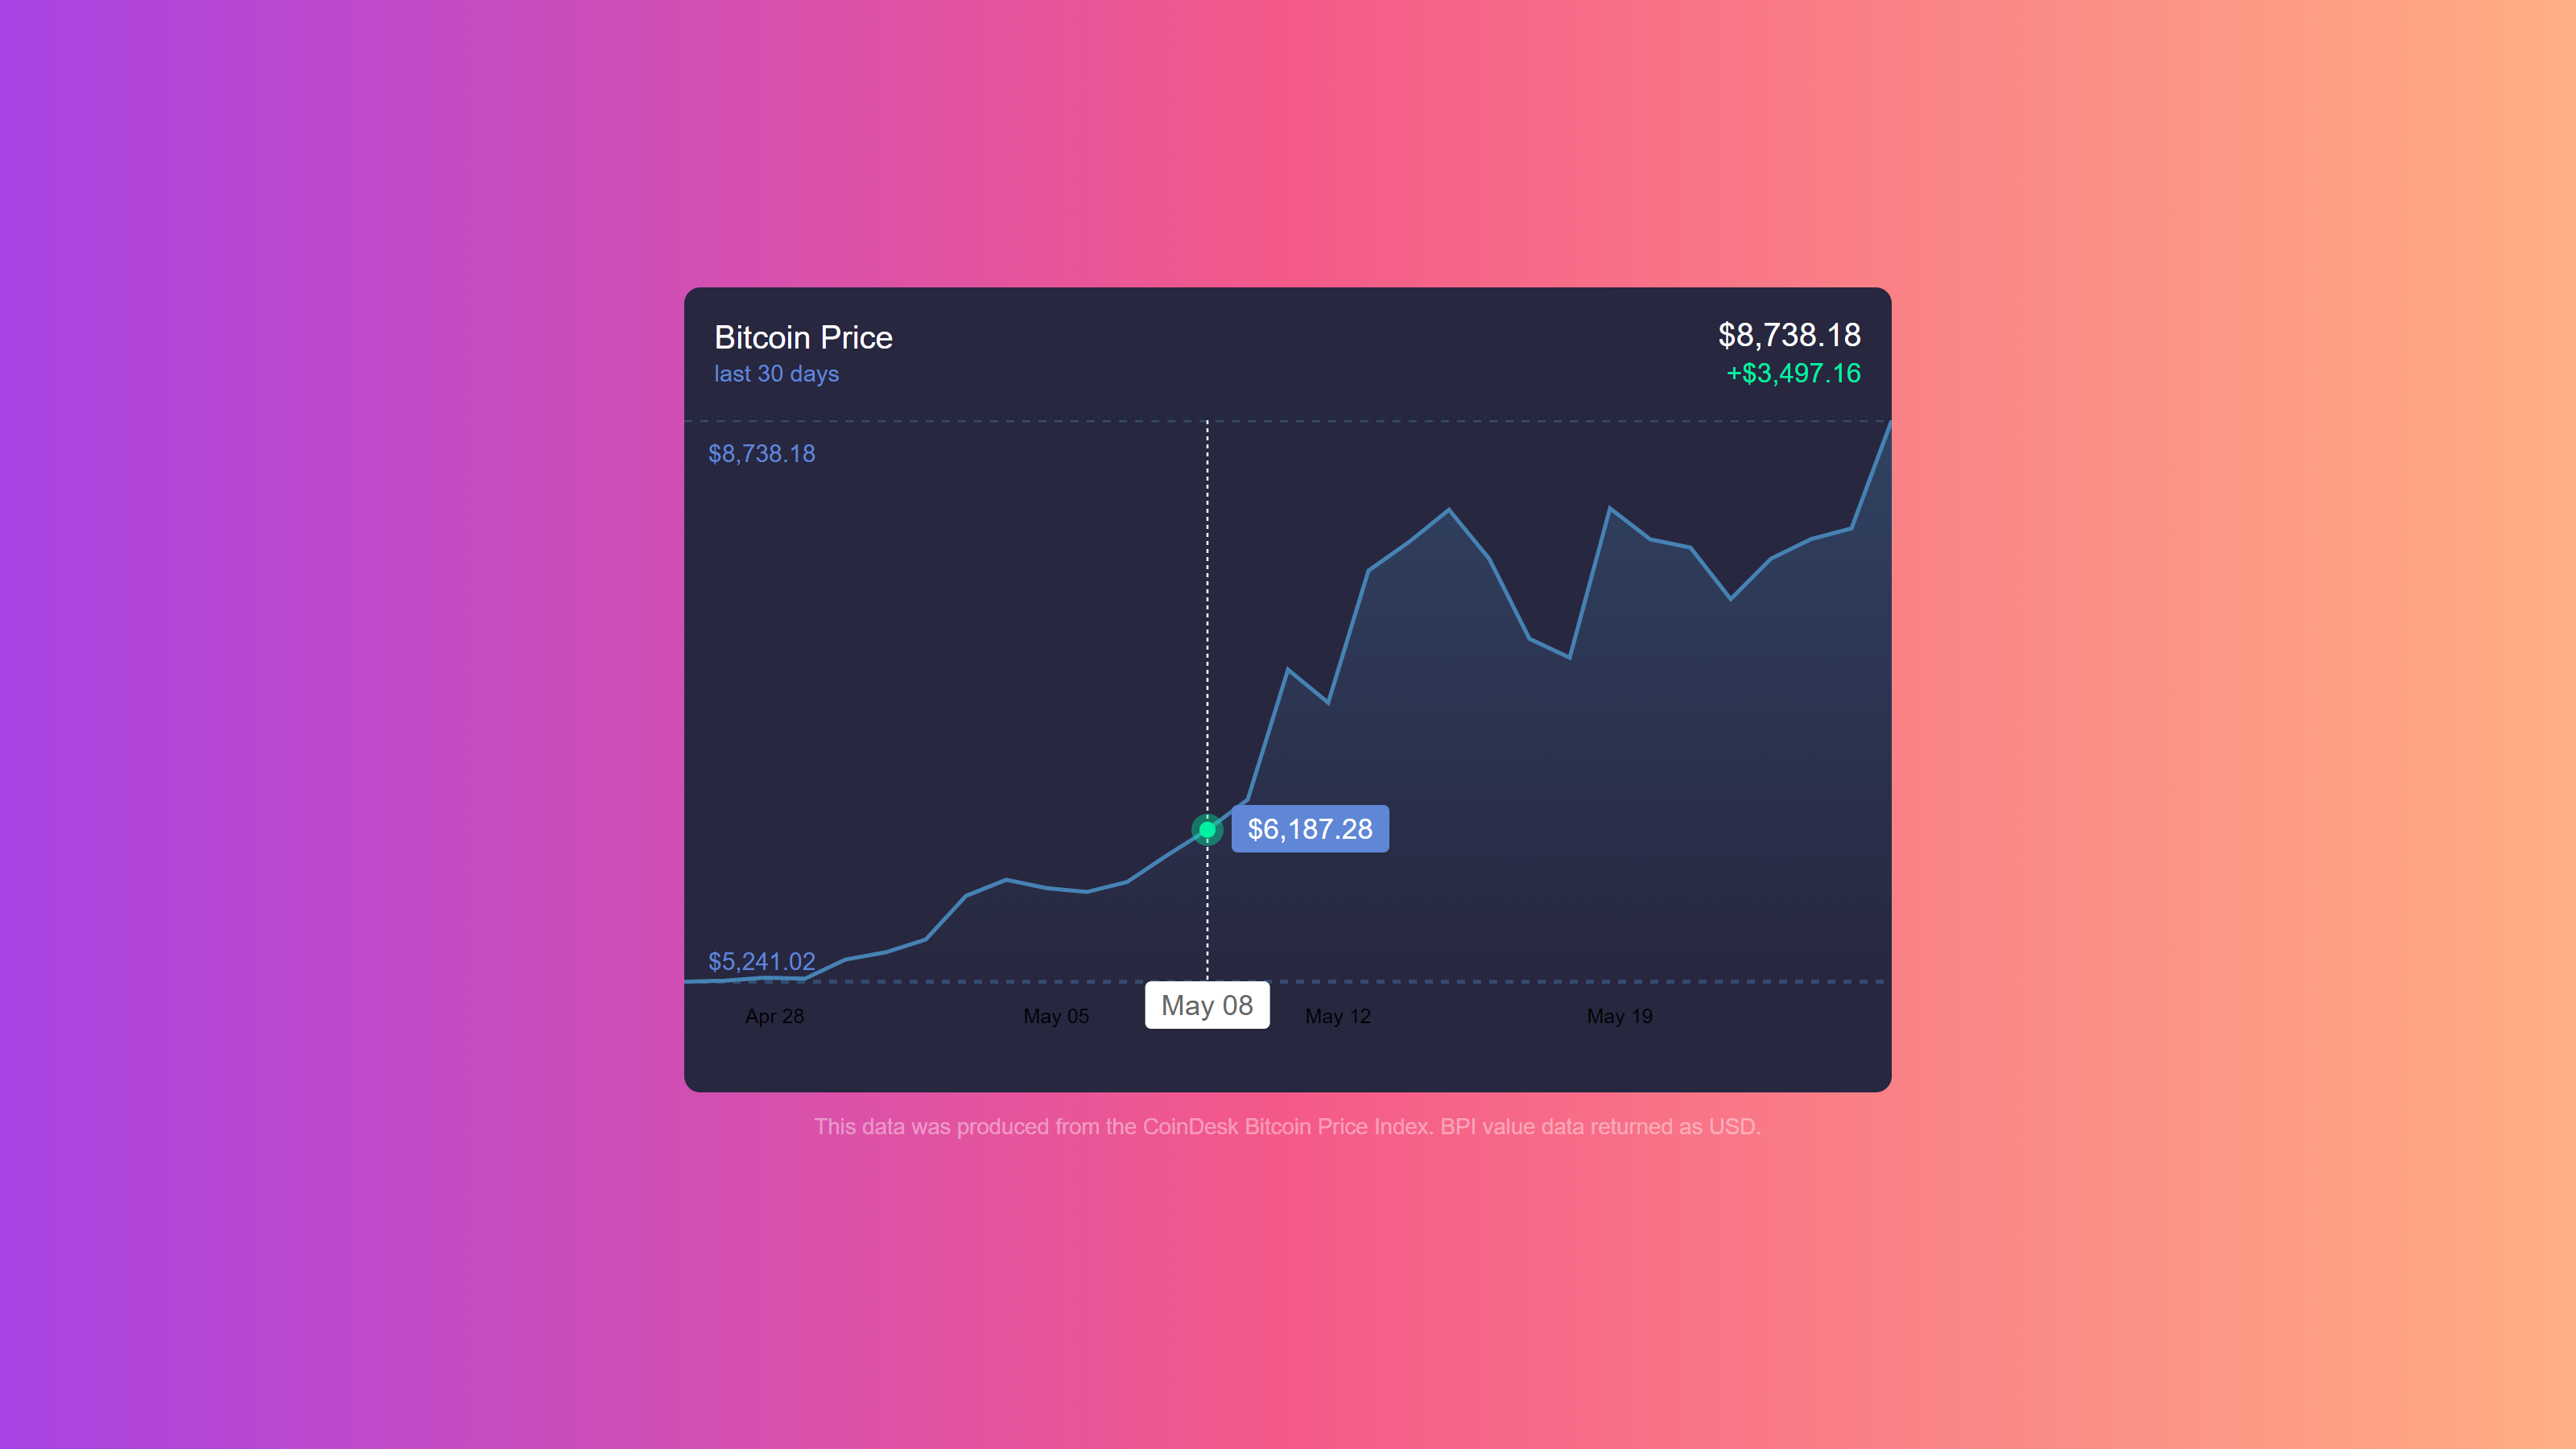 Bitcoin Price
$8,738.18
last 30 days
+$3,497.16
$8,738.18
$6,187.28
$5,241.02
Apr 28
May 05
May 08
May 12
May 19
This data was produced from the CoinDesk Bitcoin Price Index. BPI value data returned as USD.